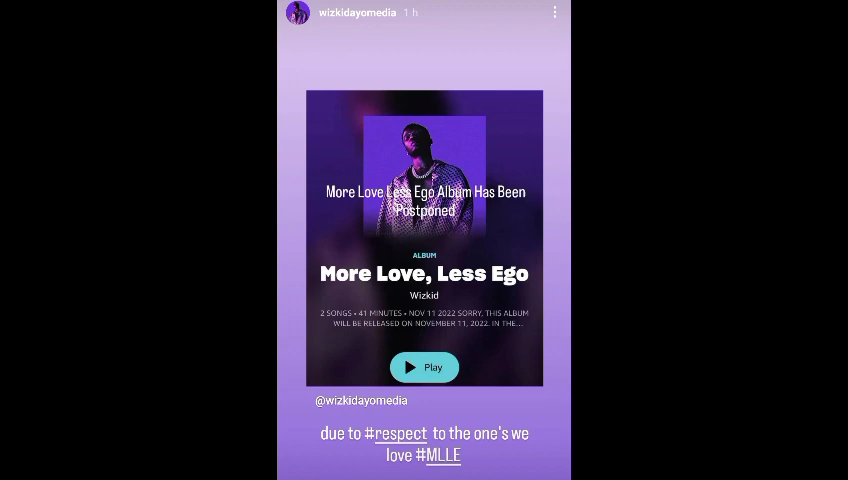 wizkidayomedia 1 h
More Love Less Ego Album Has Been
Postponed
ALBUM
More Love, Less Ego
Wizkid
2 SONGS • 41 MINUTES • NOV 11 2022 SORRY. THIS ALBUM
WILL BE RELEASED ON NOVEMBER 11, 2022. IN THE...
Play
@wizkidayomedia
due to #respect to the one's we
love #MLLE